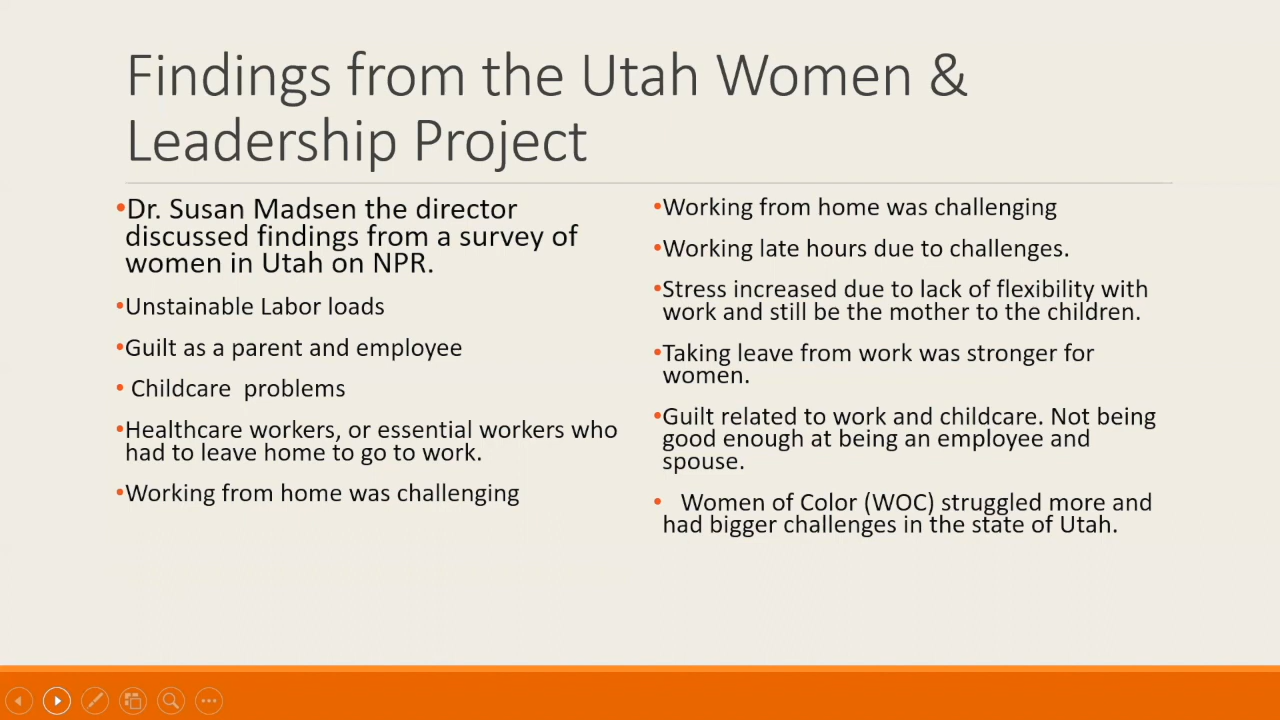 Findings from the Utah Women &
Leadership Project
•Dr. Susan Madsen the director
discussed findings from a survey of
women in Utah on NPR.
•Unstainable Labor loads
•Guilt as a parent and employee
• Childcare  problems
•Healthcare workers, or essential workers who
had to leave home to go to work.
•Working from home was challenging
•Working from home was challenging
•Working late hours due to challenges.
•Stress increased due to lack of flexibility with
work and still be the mother to the children.
•Taking leave from work was stronger for
women.
•Guilt related to work and childcare. Not being
good enough at being an employee and
spouse.
•  Women of Color (WOC) struggled more and
had bigger challenges in the state of Utah.